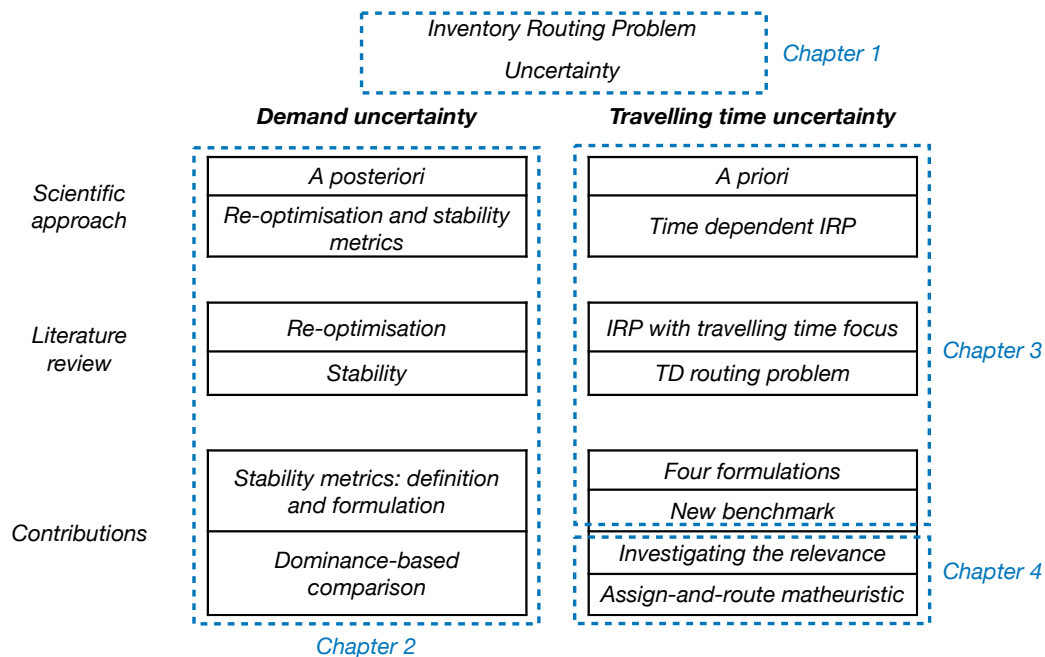 Inventory Routing Problem
Uncertainty
Chapter 1
Demand uncertainty
Travelling time uncertainty
Scientific
approach
A posteriori
Re-optimisation and stability
metrics
A priori
Time dependent IRP
Literature
review
Re-optimisation
Stability
IRP with travelling time focus
TD routing problem
Chapter 3
Contributions
Stability metrics: definition
and formulation
Dominance-based
comparison
Four formulations
New benchmark
Investigating the relevance
Assign-and-route matheuristic
Chapter 4
Chapter 2